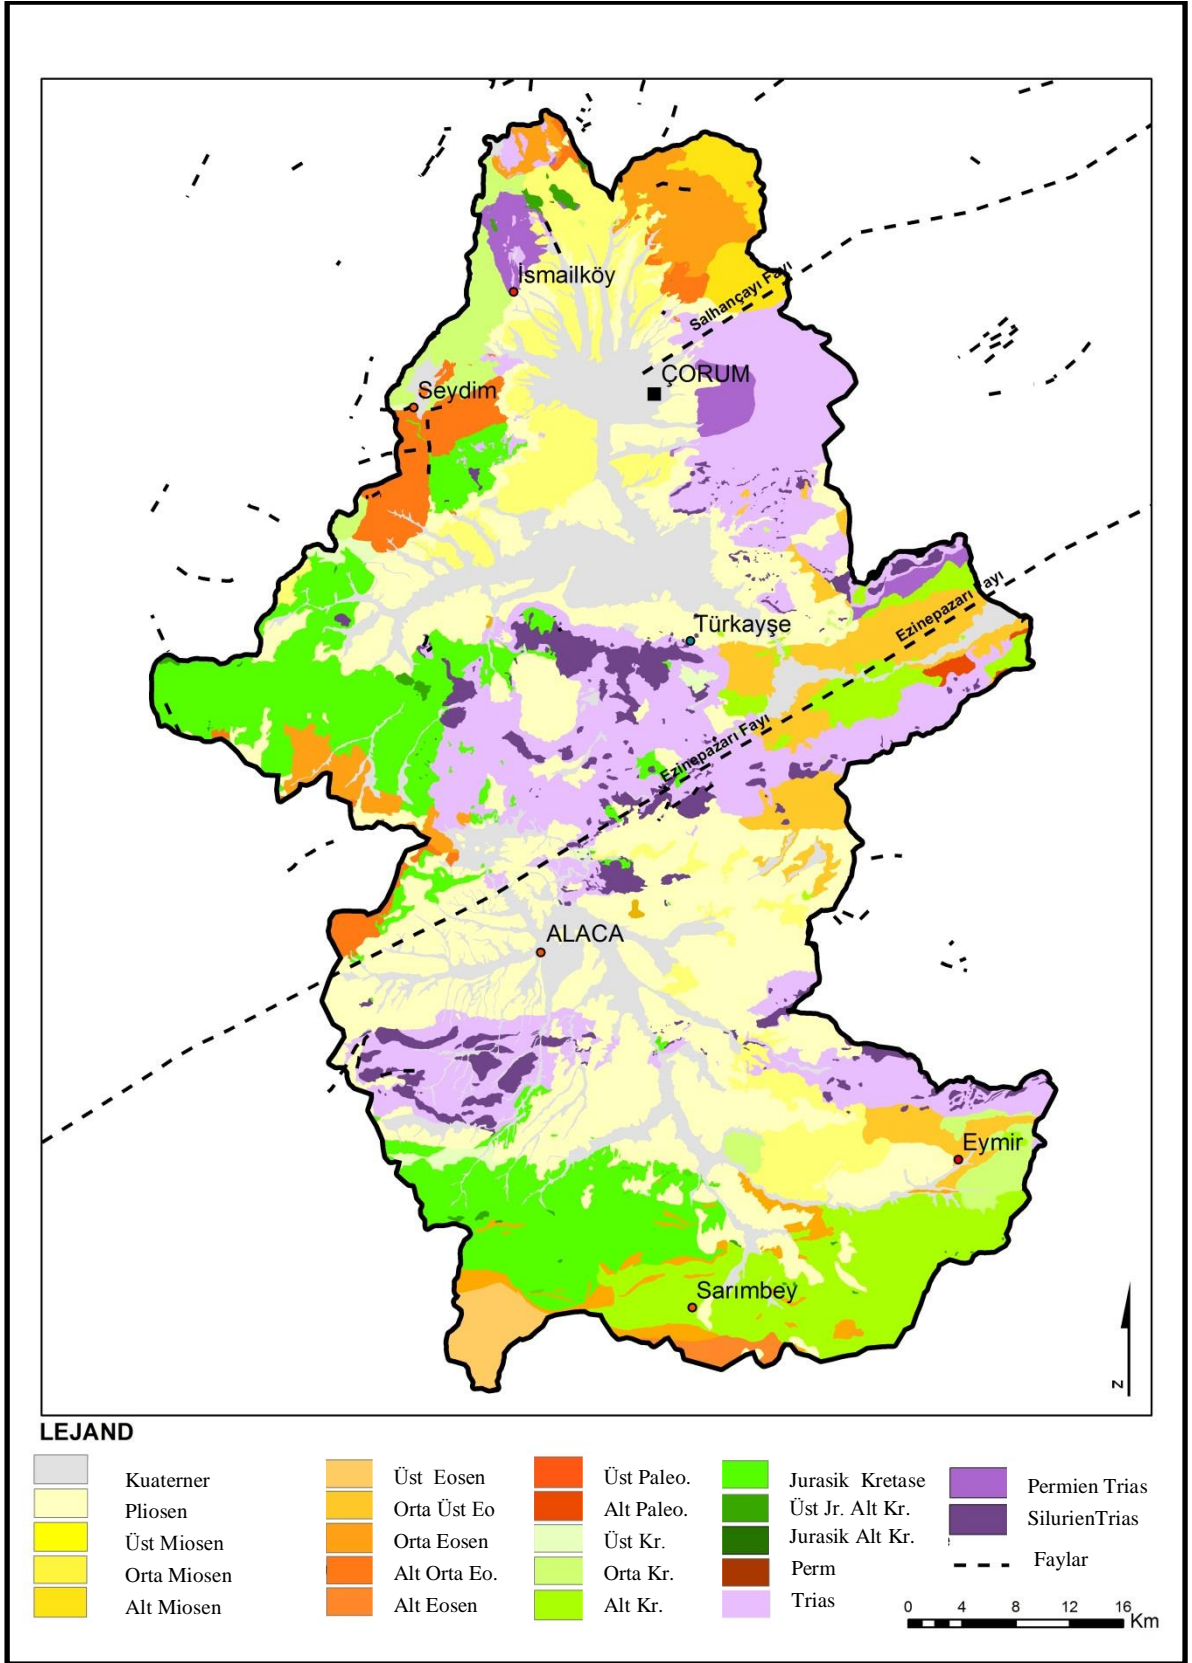 Salhançayı Fayı
İsmailköy
ÇORUM
Seydim
Ezinepazarı Fayı
Türkayşe
Ezinepazarı Fayı
ALACA
Eymir
Sarımbey
N
LEJAND
Kuaterner
Pliosen
Üst Miosen
Orta Miosen
Alt Miosen
Üst Eosen
Orta Üst Eo
Orta Eosen
Alt Orta Eo.
Alt Eosen
Üst Paleo.
Alt Paleo.
Üst Kr.
Orta Kr.
Alt Kr.
Jurasik Kretase
Üst Jr. Alt Kr.
Jurasik Alt Kr.
Perm
Trias
Permien Trias
SilurienTrias
Faylar
0 2 4 8 12 16
Km